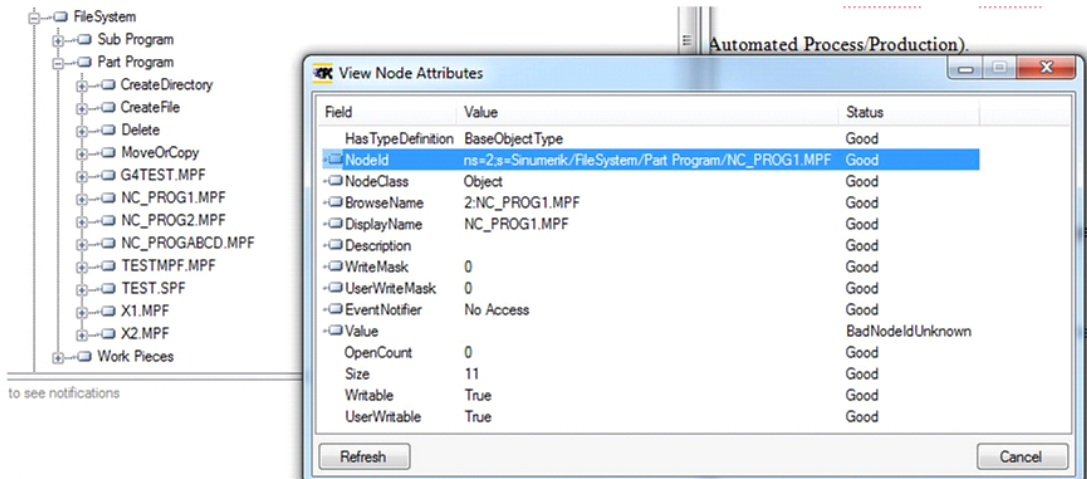 FileSystem
Sub Program
Part Program
CreateDirectory
CreateFile
Delete
MoveOrCopy
G4TEST.MPF
NC_PROG1.MPF
NC_PROG2.MPF
NC_PROGABCD.MPF
TESTMPF.MPF
TEST.SPF
X1.MPF
X2.MPF
Work Pieces
to see notifications
Automated Process/Production).
View Node Attributes
Field Value Status
HasTypeDefinition BaseObjectType Good
NodeId ns=2;s=Sinumerik/FileSystem/Part Program/NC_PROG1.MPF Good
NodeClass Object Good
BrowseName 2:NC_PROG1.MPF Good
DisplayName NC_PROG1.MPF Good
Description Good
WriteMask 0 Good
UserWriteMask 0 Good
EventNotifier No Access Good
Value BadNodeIdUnknown
OpenCount 0 Good
Size 11 Good
Writable True Good
UserWritable True Good
Refresh Cancel